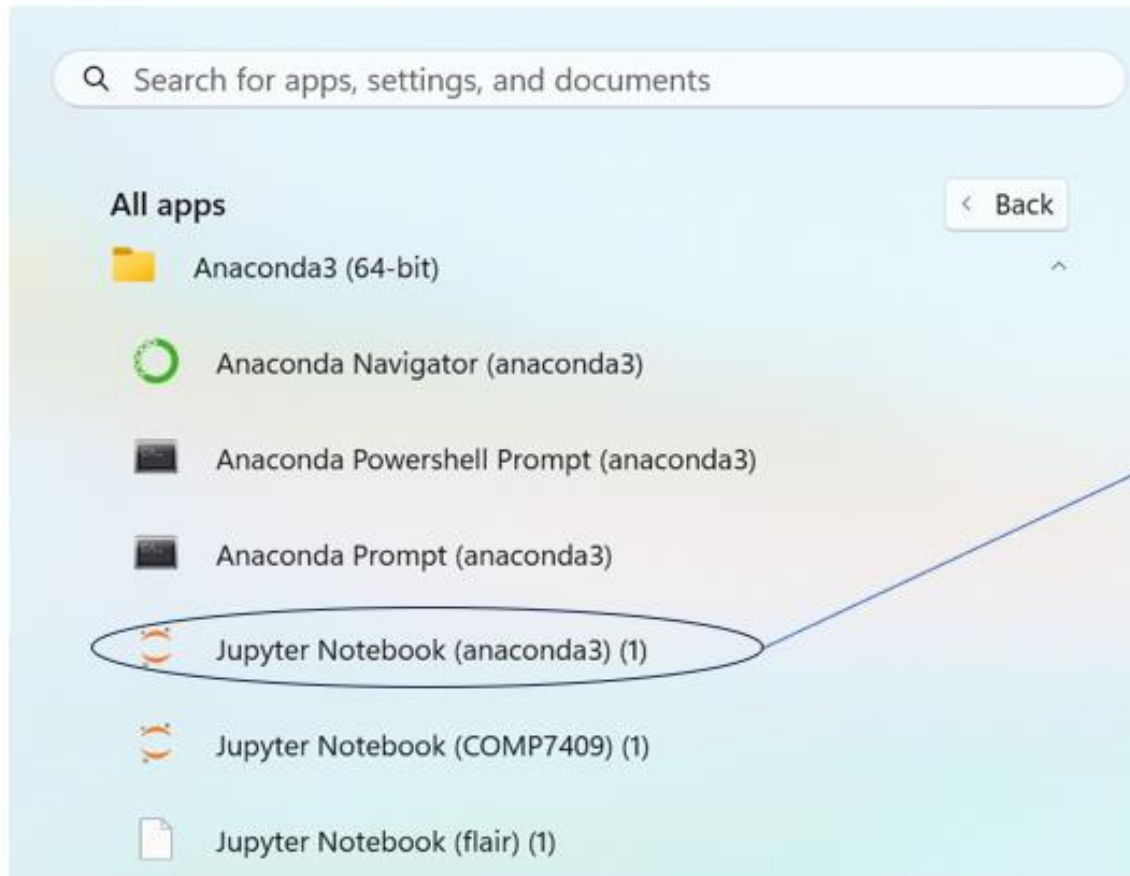 Search for apps, settings, and documents
All apps
Back
Anaconda3 (64-bit)
Anaconda Navigator (anaconda3)
Anaconda Powershell Prompt (anaconda3)
Anaconda Prompt (anaconda3)
Jupyter Notebook (anaconda3) (1)
Jupyter Notebook (COMP7409) (1)
Jupyter Notebook (flair) (1)